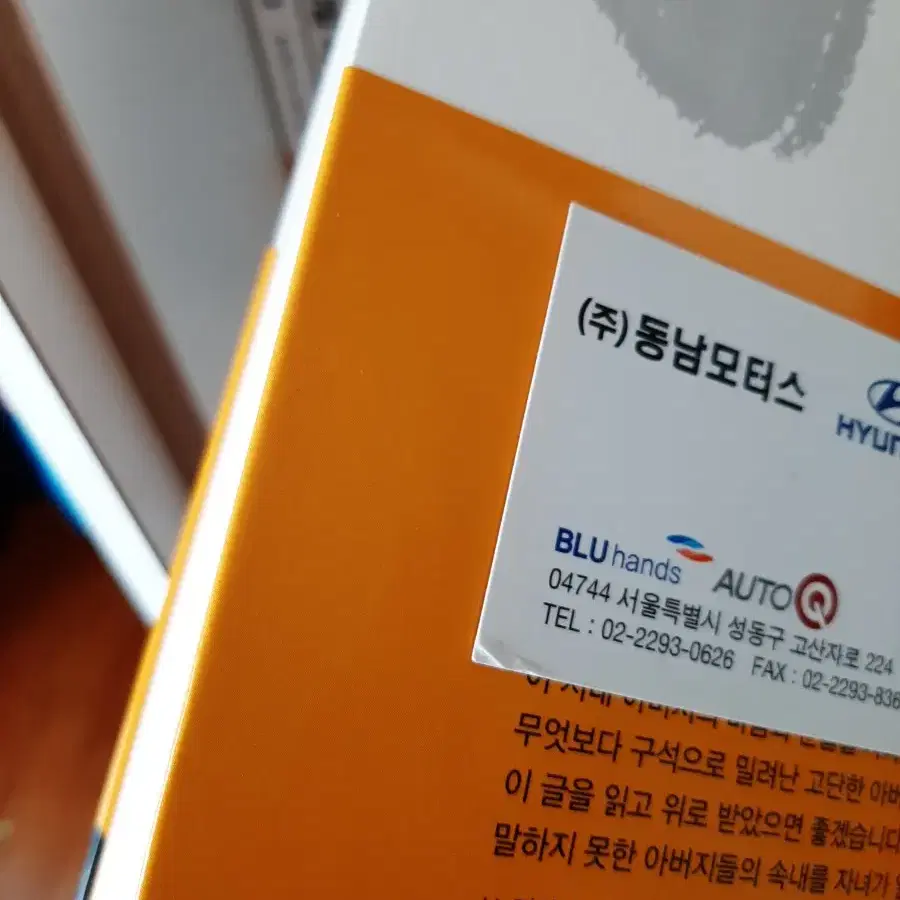 (주)동남모터스
HYUN
BLUhands
AUTO Q
04744 서울특별시 성동구 고산자로 224
TEL : 02-2293-0626 FAX : 02-2293-836
무엇보다 구석으로 밀려난 고단한 아버
이 글을 읽고 위로 받았으면 좋겠습니다
말하지 못한 아버지들의 속내를 자녀가